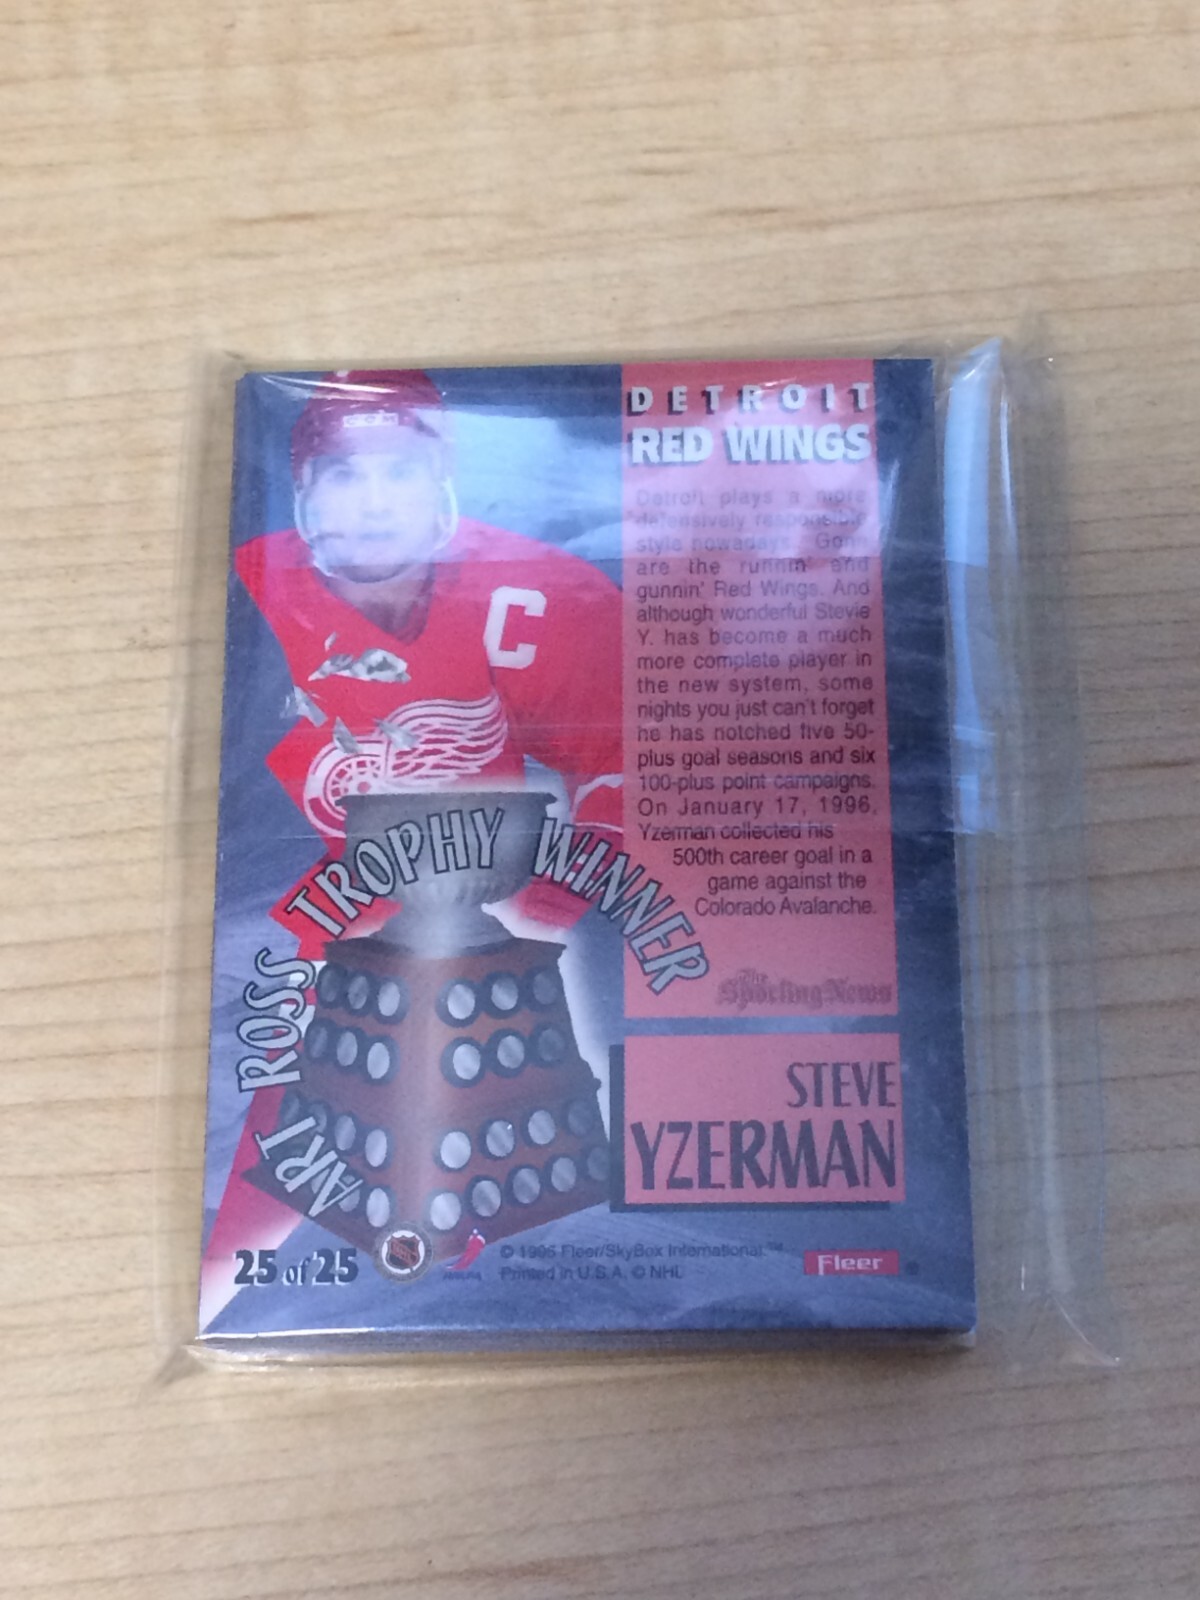 DETROIT
RED WINGS
Detroit plays a more
defensively responsible
style nowadays. Gone
are the runnin' and
gunnin' Red Wings. And
although wonderful Stevie
Y. has become a much
more complete player in
the new system, some
nights you just can't forget
he has notched five 50-
plus goal seasons and six
100-plus point campaigns.
On January 17, 1996,
Yzerman collected his
500th career goal in a
game against the
Colorado Avalanche.
The
Sporting News
CCM
C
ART ROSS TROPHY WINNER
STEVE
YZERMAN
25 of 25
© 1996 Fleer/SkyBox International.™
Printed in U.S.A. © NHL
Fleer